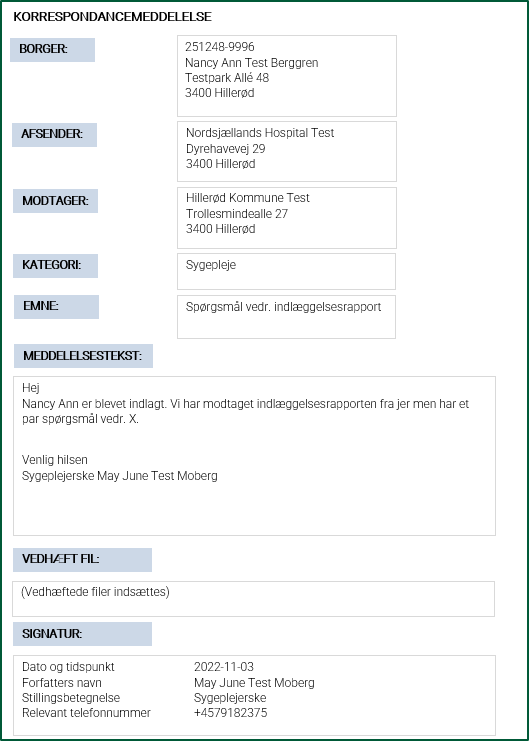 KORRESPONDANCEMEDDELELSE
BORGER:
251248-9996
Nancy Ann Test Berggren
Testpark Allé 48
3400 Hillerød
AFSENDER:
Nordsjællands Hospital Test
Dyrehavevej 29
3400 Hillerød
MODTAGER:
Hillerød Kommune Test
Trollesmindealle 27
3400 Hillerød
KATEGORI:
Sygepleje
EMNE:
Spørgsmål vedr. indlæggelsesrapport
MEDDELELSESTEKST:
Hej
Nancy Ann er blevet indlagt. Vi har modtaget indlæggelsesrapporten fra jer men har et
par spørgsmål vedr. X.
Venlig hilsen
Sygeplejerske May June Test Moberg
VEDHÆFT FIL:
(Vedhæftede filer indsættes)
SIGNATUR:
Dato og tidspunkt 2022-11-03
Forfatters navn May June Test Moberg
Stillingsbetegnelse Sygeplejerske
Relevant telefonnummer +4579182375